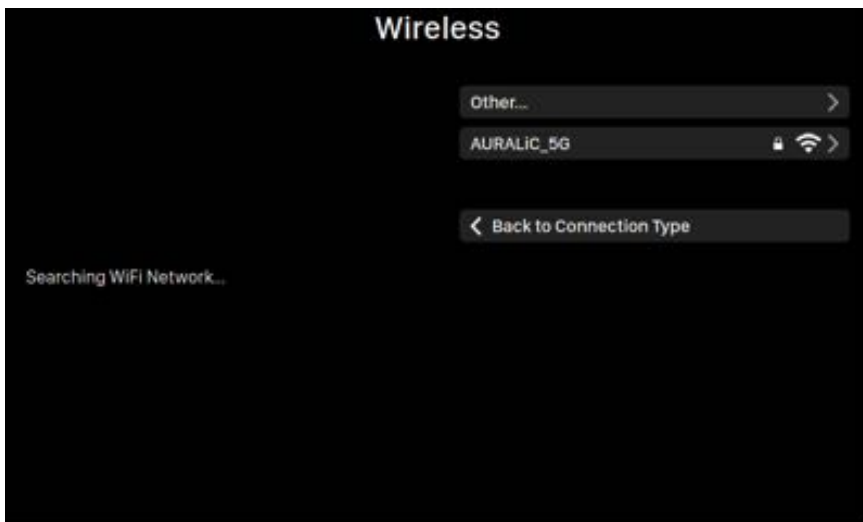 Wireless
Other...
AURALiC_5G
Back to Connection Type
Searching WiFi Network...